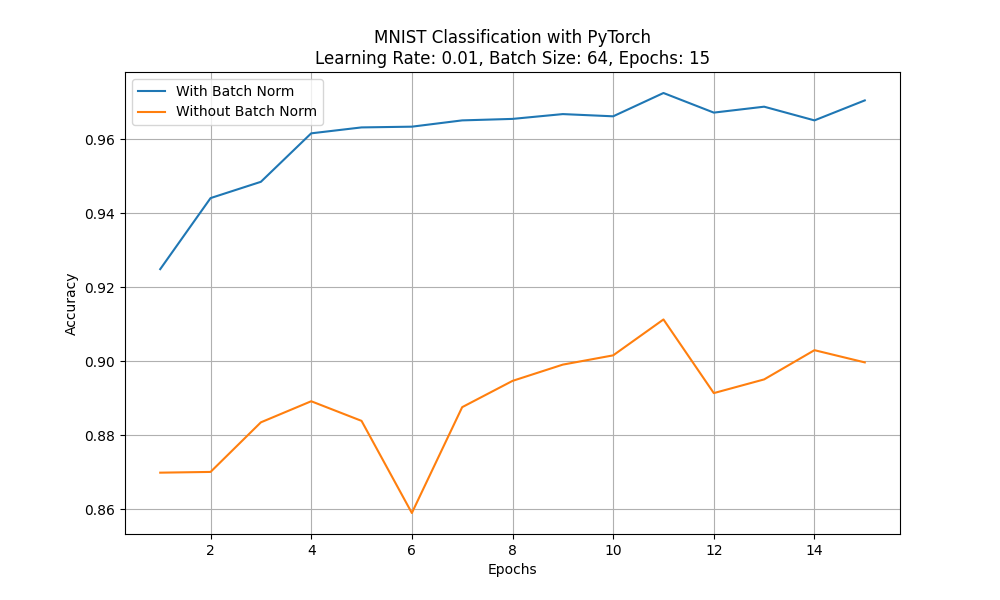 MNIST Classification with PyTorch
Learning Rate: 0.01, Batch Size: 64, Epochs: 15
With Batch Norm
Without Batch Norm
0.96
0.94
0.92
0.90
0.88
0.86
Accuracy
2 4 6 8 10 12 14
Epochs